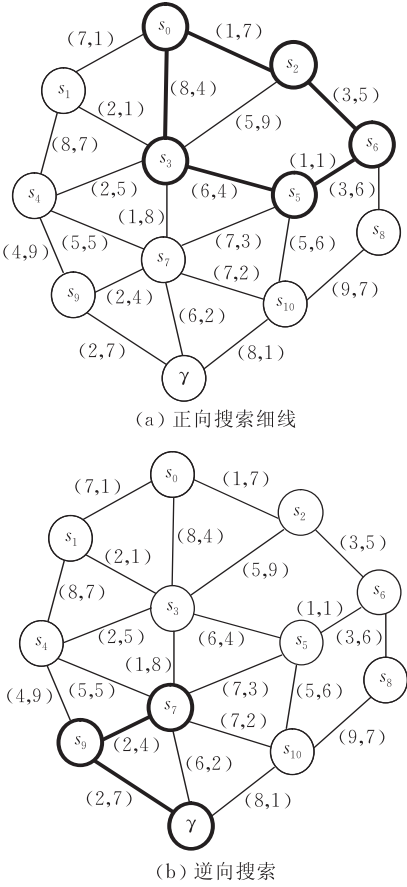 s0
(7,1)
(1,7)
s2
s1
(8,4)
(3,5)
(2,1)
(5,9)
s6
(8,7)
s3
(1,1)
s4
(2,5)
(6,4)
s5
(3,6)
(1,8)
s8
(4,9)
(5,5)
s7
(7,3)
(5,6)
(7,2)
s9
(2,4)
s10
(9,7)
(6,2)
(2,7)
(8,1)
γ
(a) 正向搜索细线
s0
(7,1)
(1,7)
s2
s1
(8,4)
(3,5)
(2,1)
(5,9)
s6
(8,7)
s3
(1,1)
s4
(2,5)
(6,4)
s5
(3,6)
(1,8)
s8
(4,9)
(5,5)
s7
(7,3)
(5,6)
(7,2)
s9
(2,4)
s10
(9,7)
(6,2)
(2,7)
(8,1)
γ
(b) 逆向搜索